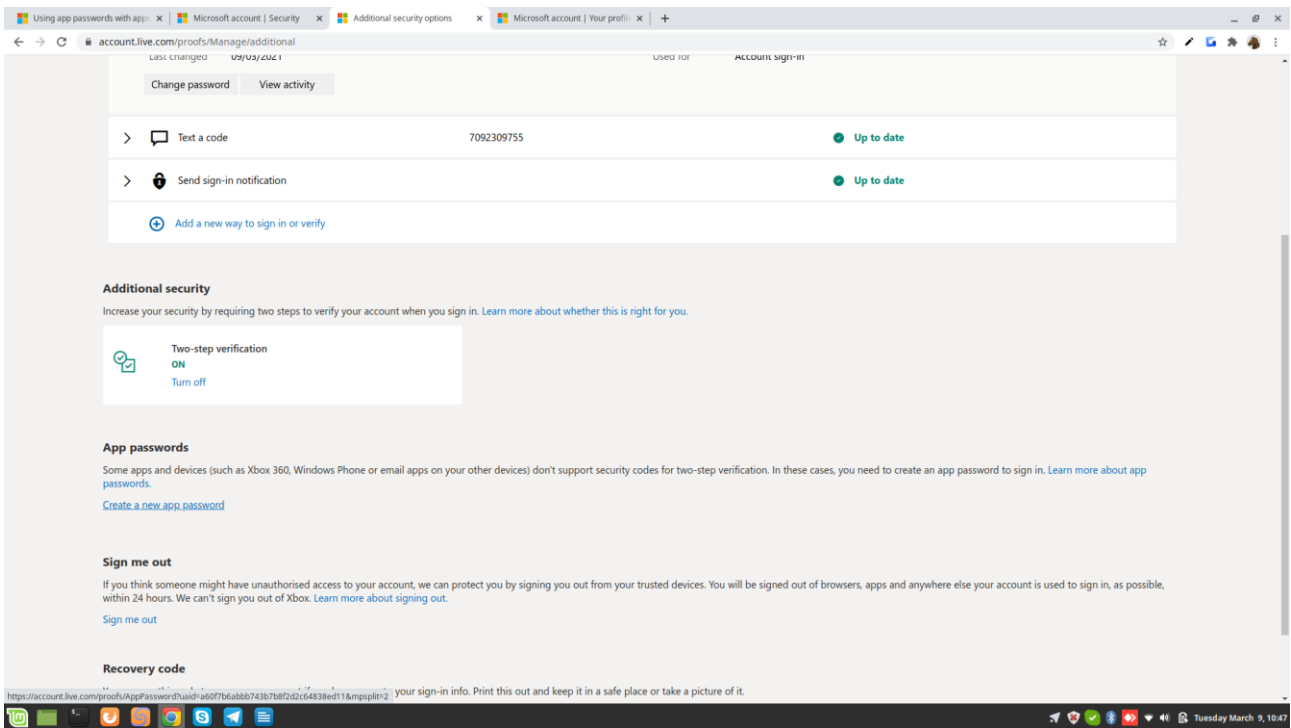 Using app passwords with apps
Microsoft account | Security
Additional security options
Microsoft account | Your profile
account.live.com/proofs/Manage/additional
Last changed 09/03/2021 Used for Account sign-in
Change password View activity
Text a code 7092309755 Up to date
Send sign-in notification Up to date
Add a new way to sign in or verify
Additional security
Increase your security by requiring two steps to verify your account when you sign in. Learn more about whether this is right for you.
Two-step verification
ON
Turn off
App passwords
Some apps and devices (such as Xbox 360, Windows Phone or email apps on your other devices) don't support security codes for two-step verification. In these cases, you need to create an app password to sign in. Learn more about app
passwords.
Create a new app password
Sign me out
If you think someone might have unauthorised access to your account, we can protect you by signing you out from your trusted devices. You will be signed out of browsers, apps and anywhere else your account is used to sign in, as possible,
within 24 hours. We can't sign you out of Xbox. Learn more about signing out.
Sign me out
Recovery code
your sign-in info. Print this out and keep it in a safe place or take a picture of it.
https://account.live.com/proofs/AppPassword?uaid=a60f7b6abbb743b7b8f2d2c64838ed11&mpsplit=2
Tuesday March 9, 10:47